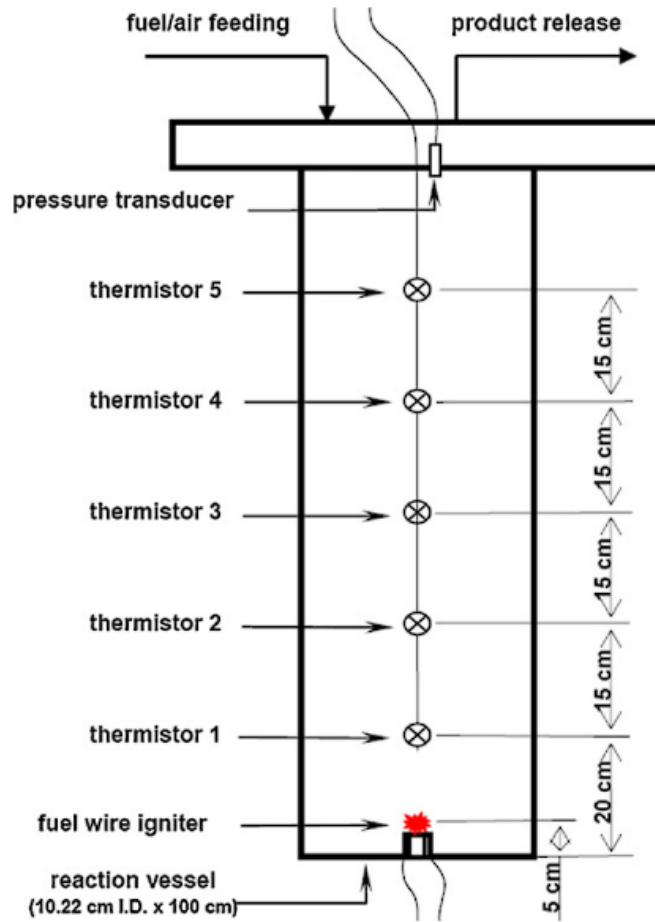 fuel/air feeding
product release
pressure transducer
thermistor 5
15 cm
thermistor 4
15 cm
thermistor 3
15 cm
thermistor 2
15 cm
thermistor 1
20 cm
fuel wire igniter
5 cm
reaction vessel
(10.22 cm I.D. x 100 cm)